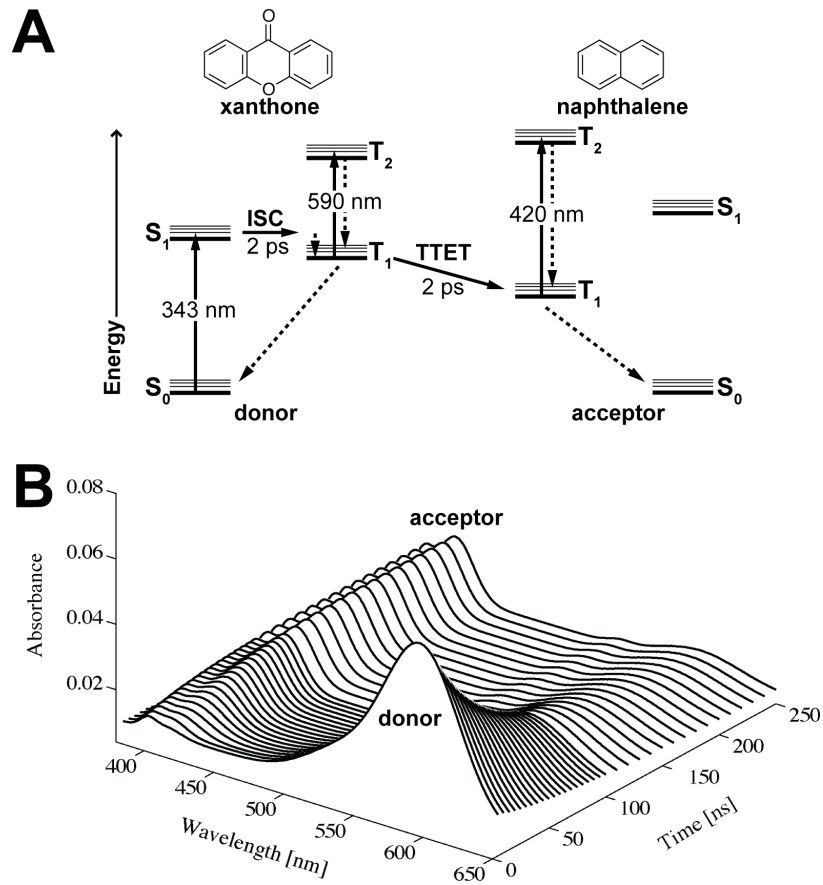 A
O
O
xanthone
naphthalene
T2
T2
590 nm
420 nm
S1
ISC
2 ps
T1
S1
TTET
2 ps
T1
343 nm
Energy
S0
S0
donor
acceptor
B
0.08
0.06
0.04
0.02
Absorbance
acceptor
donor
400
450
500
550
600
650
Wavelength [nm]
0
50
100
150
200
250
Time [ns]